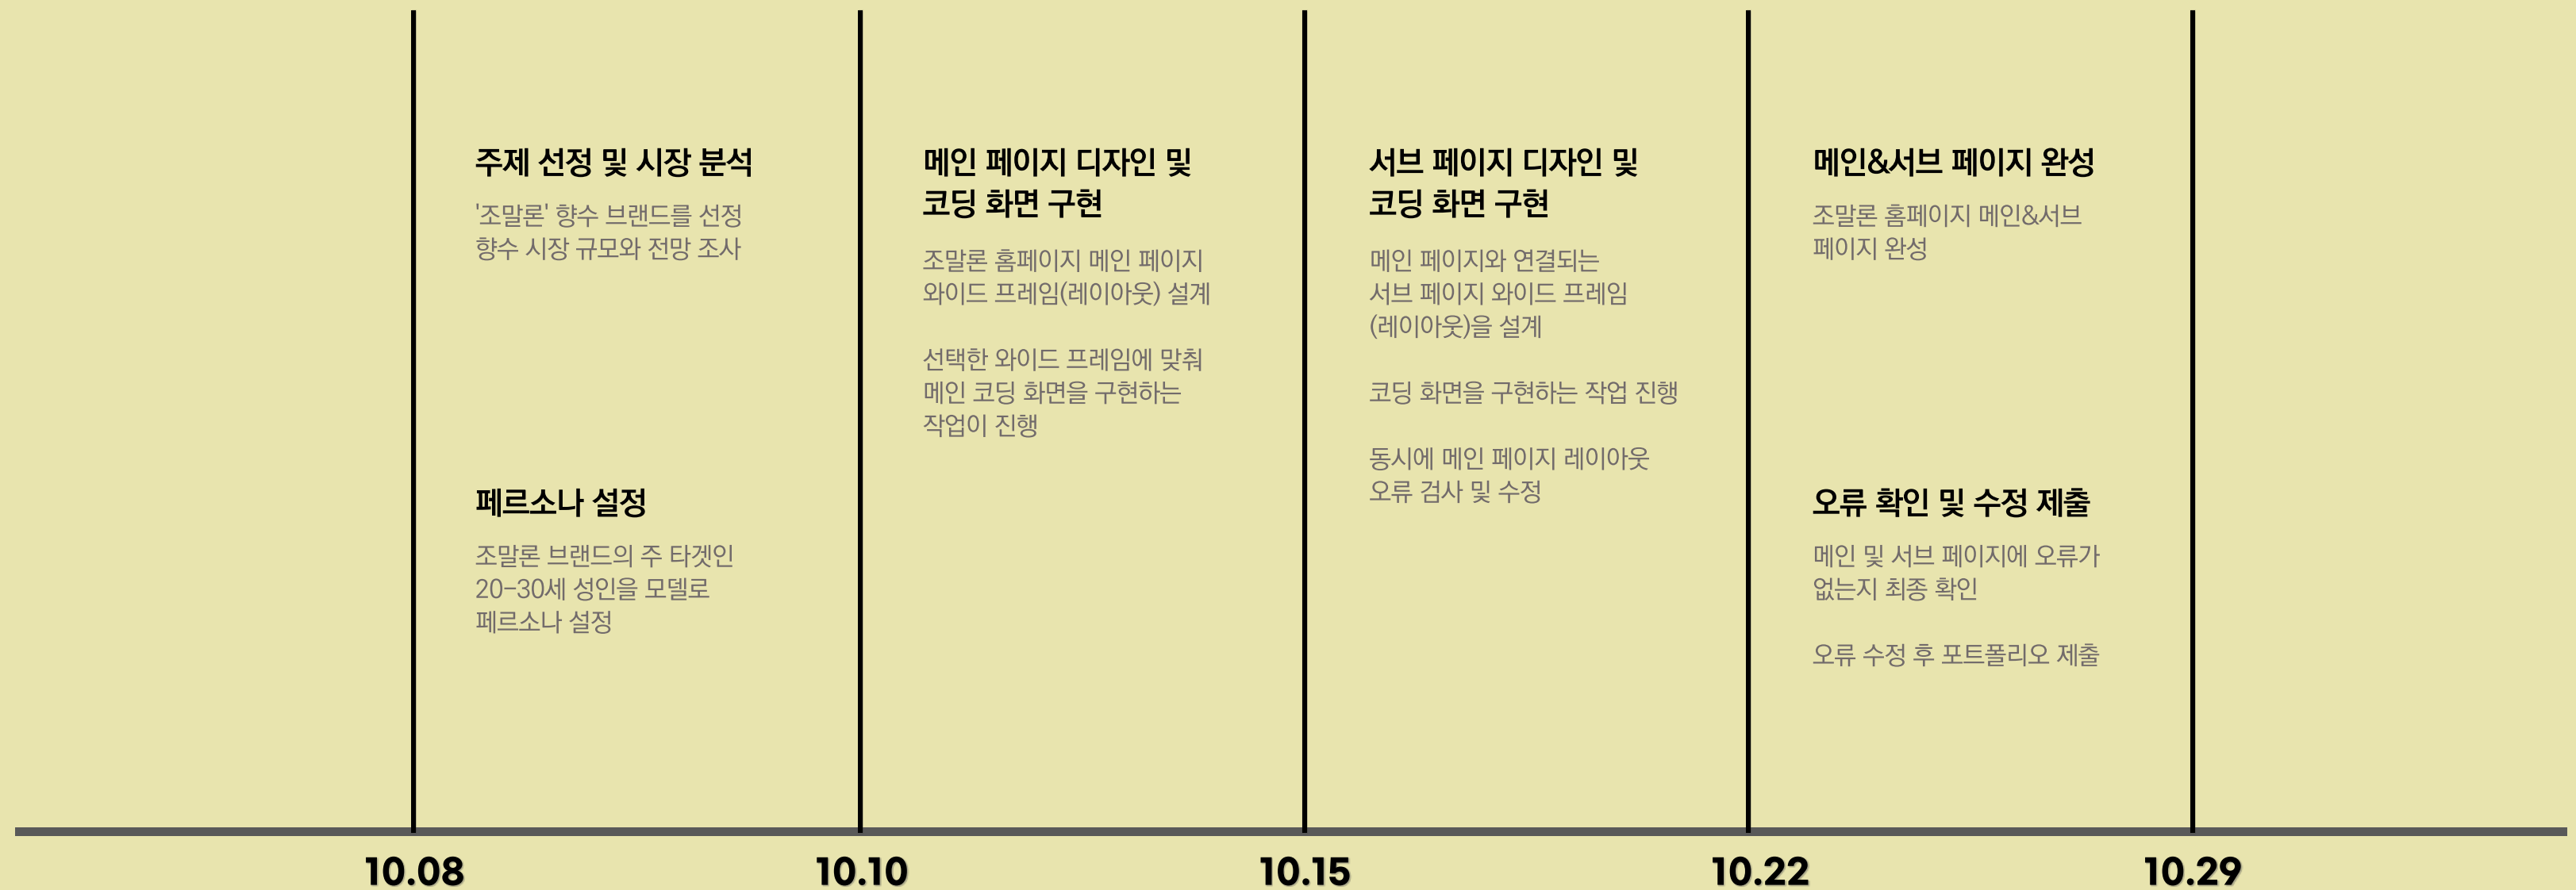 주제 선정 및 시장 분석
'조말론' 향수 브랜드를 선정
향수 시장 규모와 전망 조사
페르소나 설정
조말론 브랜드의 주 타겟인
20-30세 성인을 모델로
페르소나 설정
메인 페이지 디자인 및
코딩 화면 구현
조말론 홈페이지 메인 페이지
와이드 프레임(레이아웃) 설계
선택한 와이드 프레임에 맞춰
메인 코딩 화면을 구현하는
작업이 진행
서브 페이지 디자인 및
코딩 화면 구현
메인 페이지와 연결되는
서브 페이지 와이드 프레임
(레이아웃)을 설계
코딩 화면을 구현하는 작업 진행
동시에 메인 페이지 레이아웃
오류 검사 및 수정
메인&서브 페이지 완성
조말론 홈페이지 메인&서브
페이지 완성
오류 확인 및 수정 제출
메인 및 서브 페이지에 오류가
없는지 최종 확인
오류 수정 후 포트폴리오 제출
10.08
10.10
10.15
10.22
10.29